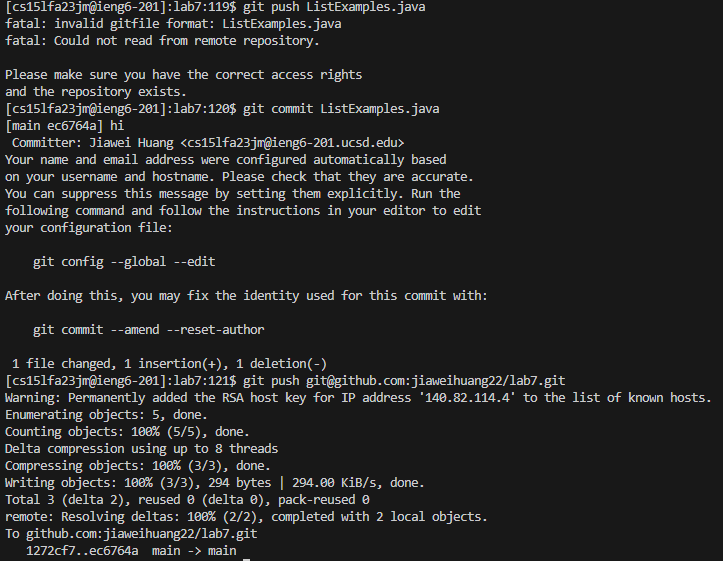 [cs15lfa23jm@ieng6-201]:lab7:119$ git push ListExamples.java
fatal: invalid gitfile format: ListExamples.java
fatal: Could not read from remote repository.

Please make sure you have the correct access rights
and the repository exists.
[cs15lfa23jm@ieng6-201]:lab7:120$ git commit ListExamples.java
[main ec6764a] hi
 Committer: Jiawei Huang <cs15lfa23jm@ieng6-201.ucsd.edu>
Your name and email address were configured automatically based
on your username and hostname. Please check that they are accurate.
You can suppress this message by setting them explicitly. Run the
following command and follow the instructions in your editor to edit
your configuration file:

    git config --global --edit

After doing this, you may fix the identity used for this commit with:

    git commit --amend --reset-author

 1 file changed, 1 insertion(+), 1 deletion(-)
[cs15lfa23jm@ieng6-201]:lab7:121$ git push git@github.com:jiaweihuang22/lab7.git
Warning: Permanently added the RSA host key for IP address '140.82.114.4' to the list of known hosts.
Enumerating objects: 5, done.
Counting objects: 100% (5/5), done.
Delta compression using up to 8 threads
Compressing objects: 100% (3/3), done.
Writing objects: 100% (3/3), 294 bytes | 294.00 KiB/s, done.
Total 3 (delta 2), reused 0 (delta 0), pack-reused 0
remote: Resolving deltas: 100% (2/2), completed with 2 local objects.
To github.com:jiaweihuang22/lab7.git
   1272cf7..ec6764a  main -> main